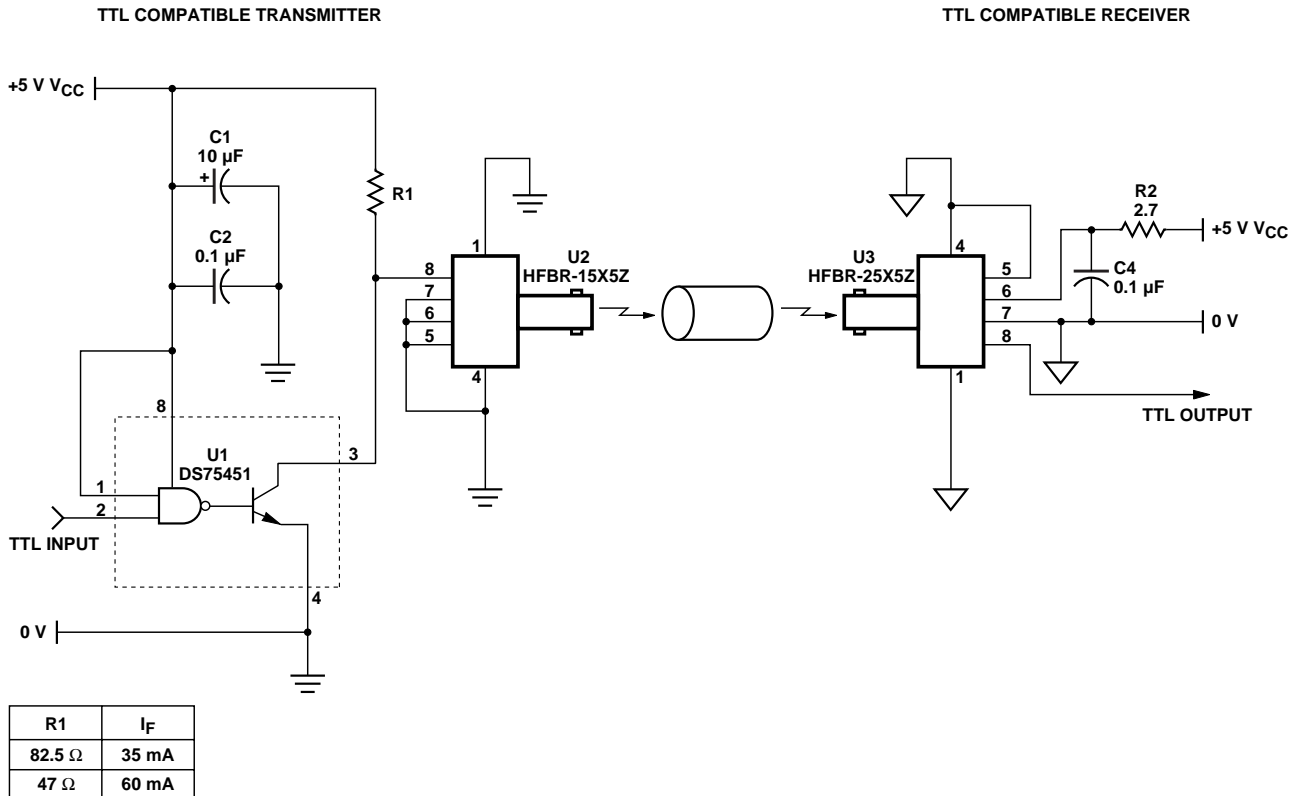 TTL COMPATIBLE TRANSMITTER
TTL COMPATIBLE RECEIVER
+5 V VCC
C1
10 µF
+
C2
0.1 µF
R1
1
U2
HFBR-15X5Z
8
7
6
5
4
U3
HFBR-25X5Z
4
5
6
7
8
1
R2
2.7
+5 V VCC
C4
0.1 µF
0 V
TTL OUTPUT
8
U1
DS75451
3
1
2
TTL INPUT
4
0 V
R1 IF
82.5 Ω 35 mA
47 Ω 60 mA